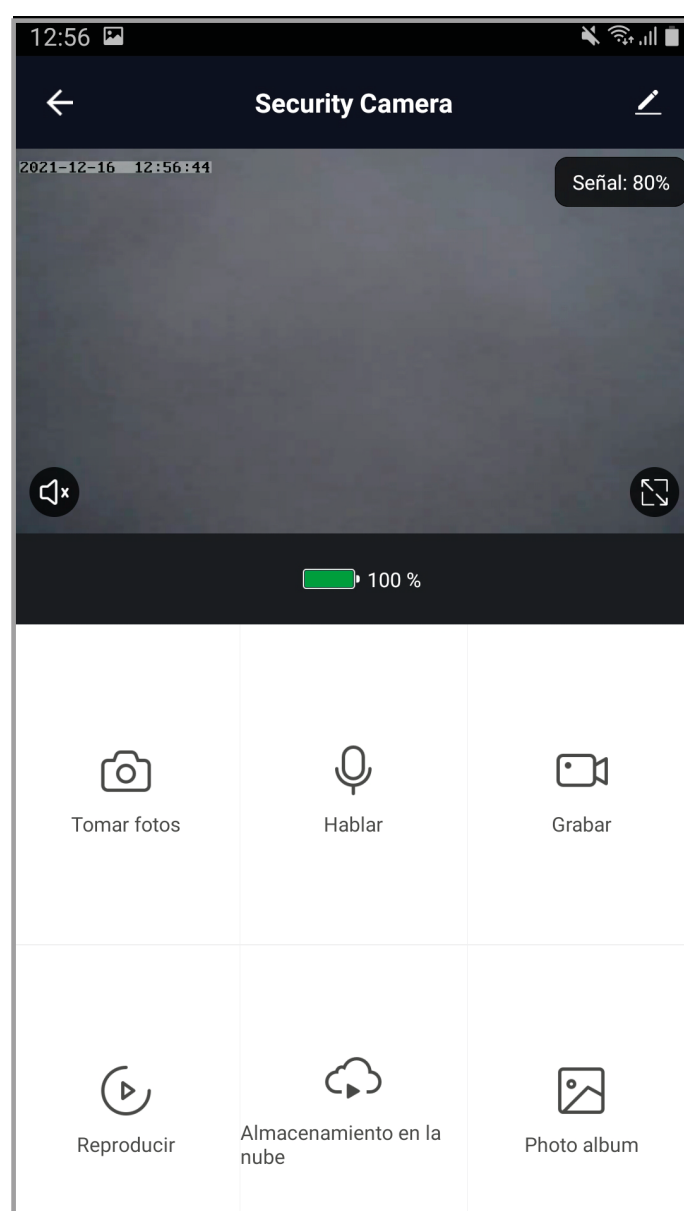 12:56
Security Camera
2021-12-16 12:56:44
Señal: 80%
100 %
Tomar fotos
Hablar
Grabar
Reproducir
Almacenamiento en la
nube
Photo album